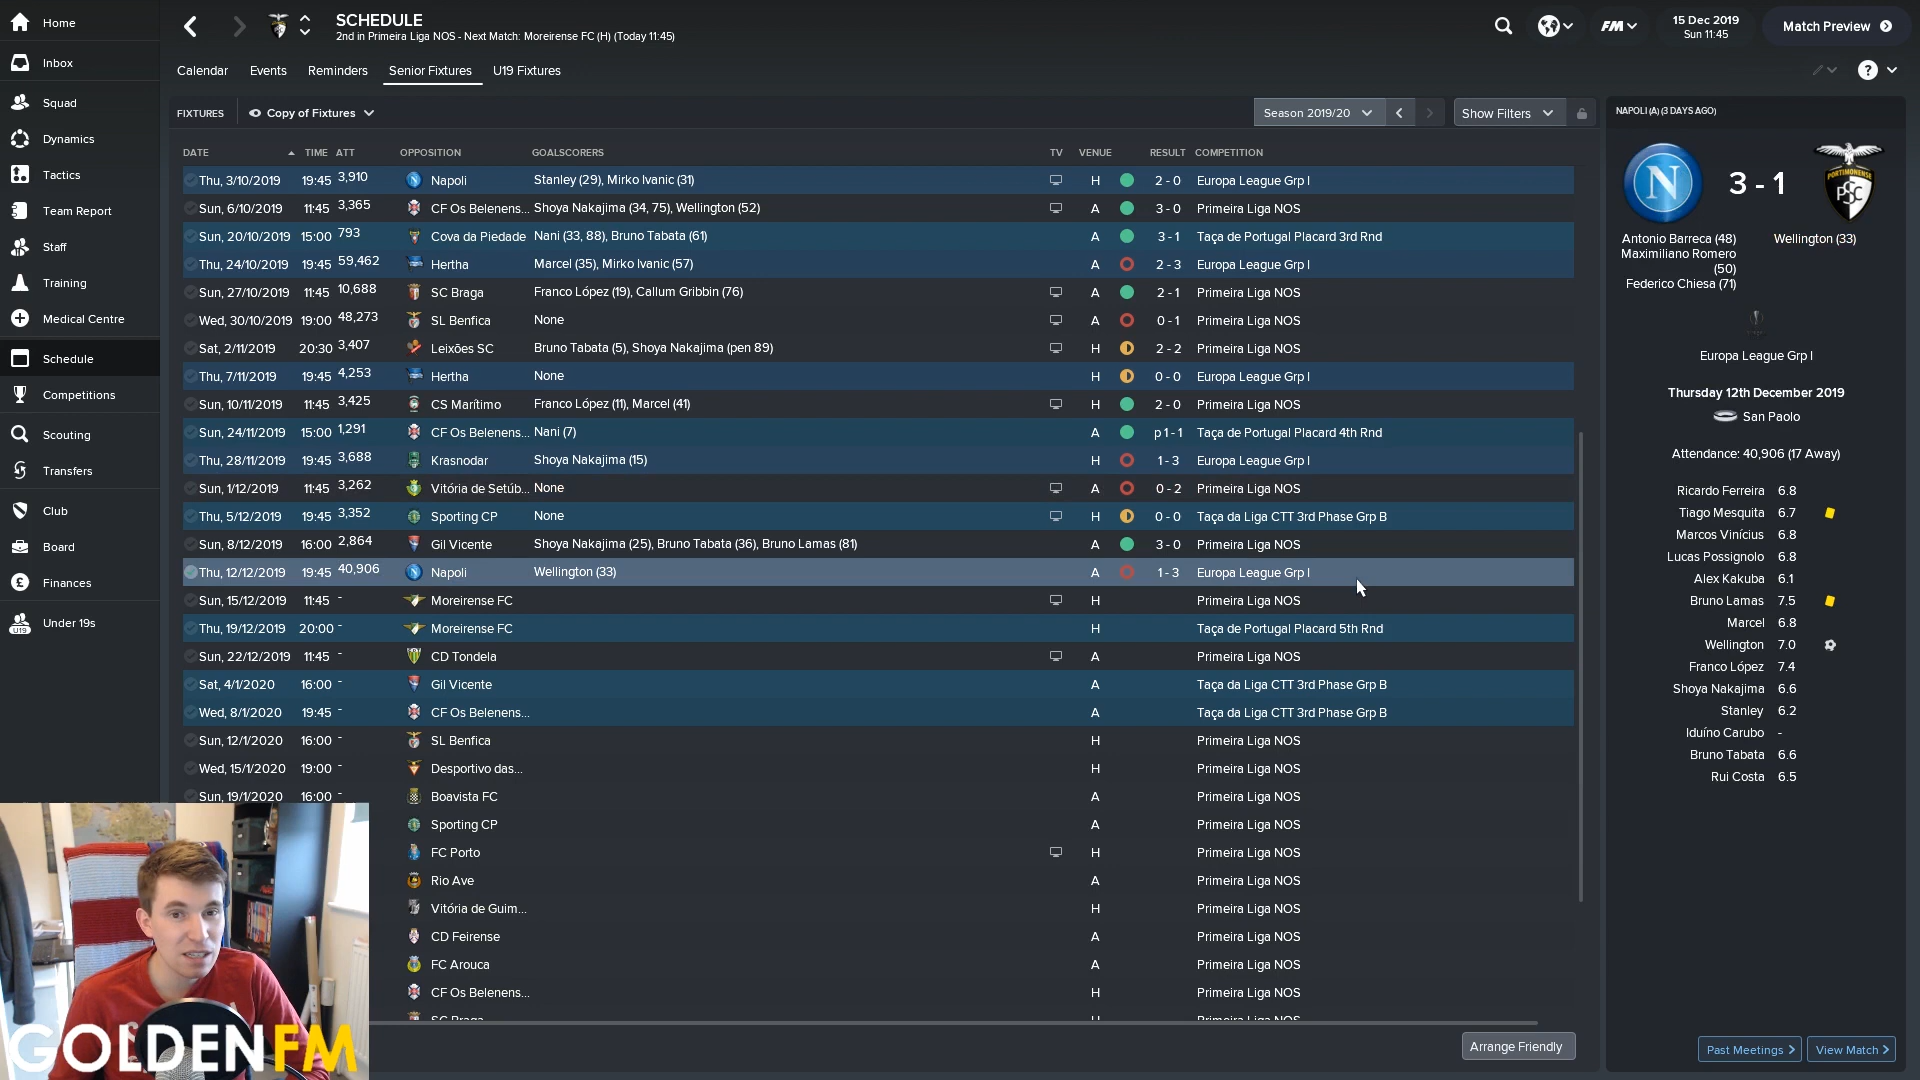 Home
Inbox
Squad
Dynamics
Tactics
Team Report
Staff
Training
Medical Centre
Schedule
Competitions
Scouting
Transfers
Club
Board
Finances
U19
Under 19s
SCHEDULE
2nd in Primeira Liga NOS - Next Match: Moreirense FC (H) (Today 11:45)
FM
15 Dec 2019
Sun 11:45
Match Preview
Calendar Events Reminders Senior Fixtures U19 Fixtures
?
FIXTURES Copy of Fixtures Season 2019/20 Show Filters
DATE TIME ATT OPPOSITION GOALSCORERS TV VENUE RESULT COMPETITION
Thu, 3/10/2019 19:45 3,910 Napoli Stanley (29), Mirko Ivanic (31) H 2 - 0 Europa League Grp I
Sun, 6/10/2019 11:45 3,365 CF Os Belenens... Shoya Nakajima (34, 75), Wellington (52) A 3 - 0 Primeira Liga NOS
Sun, 20/10/2019 15:00 793 Cova da Piedade Nani (33, 88), Bruno Tabata (61) A 3 - 1 Taça de Portugal Placard 3rd Rnd
Thu, 24/10/2019 19:45 59,462 Hertha Marcel (35), Mirko Ivanic (57) A 2 - 3 Europa League Grp I
Sun, 27/10/2019 11:45 10,688 SC Braga Franco López (19), Callum Gribbin (76) A 2 - 1 Primeira Liga NOS
Wed, 30/10/2019 19:00 48,273 SL Benfica None A 0 - 1 Primeira Liga NOS
Sat, 2/11/2019 20:30 3,407 Leixões SC Bruno Tabata (5), Shoya Nakajima (pen 89) H 2 - 2 Primeira Liga NOS
Thu, 7/11/2019 19:45 4,253 Hertha None H 0 - 0 Europa League Grp I
Sun, 10/11/2019 11:45 3,425 CS Marítimo Franco López (11), Marcel (41) H 2 - 0 Primeira Liga NOS
Sun, 24/11/2019 15:00 1,291 CF Os Belenens... Nani (7) A p 1 - 1 Taça de Portugal Placard 4th Rnd
Thu, 28/11/2019 19:45 3,688 Krasnodar Shoya Nakajima (15) H 1 - 3 Europa League Grp I
Sun, 1/12/2019 11:45 3,262 Vitória de Setúb... None A 0 - 2 Primeira Liga NOS
Thu, 5/12/2019 19:45 3,352 Sporting CP None H 0 - 0 Taça da Liga CTT 3rd Phase Grp B
Sun, 8/12/2019 16:00 2,864 Gil Vicente Shoya Nakajima (25), Bruno Tabata (36), Bruno Lamas (81) A 3 - 0 Primeira Liga NOS
Thu, 12/12/2019 19:45 40,906 Napoli Wellington (33) A 1 - 3 Europa League Grp I
Sun, 15/12/2019 11:45 - Moreirense FC H Primeira Liga NOS
Thu, 19/12/2019 20:00 - Moreirense FC H Taça de Portugal Placard 5th Rnd
Sun, 22/12/2019 11:45 - CD Tondela A Primeira Liga NOS
Sat, 4/1/2020 16:00 - Gil Vicente A Taça da Liga CTT 3rd Phase Grp B
Wed, 8/1/2020 19:45 - CF Os Belenens... A Taça da Liga CTT 3rd Phase Grp B
Sun, 12/1/2020 16:00 - SL Benfica H Primeira Liga NOS
Wed, 15/1/2020 19:00 - Desportivo das... H Primeira Liga NOS
Sun, 19/1/2020 16:00 - Boavista FC A Primeira Liga NOS
Sporting CP A Primeira Liga NOS
FC Porto H Primeira Liga NOS
Rio Ave A Primeira Liga NOS
Vitória de Guim... H Primeira Liga NOS
CD Feirense A Primeira Liga NOS
FC Arouca A Primeira Liga NOS
CF Os Belenens... H Primeira Liga NOS
SC Braga H Primeira Liga NOS
Arrange Friendly
NAPOLI (A) (3 DAYS AGO)
N 3 - 1 PORTIMONENSE PSC
Antonio Barreca (48) Wellington (33)
Maximiliano Romero
(50)
Federico Chiesa (71)
Europa League Grp I
Thursday 12th December 2019
San Paolo
Attendance: 40,906 (17 Away)
Ricardo Ferreira 6.8
Tiago Mesquita 6.7
Marcos Vinícius 6.8
Lucas Possignolo 6.8
Alex Kakuba 6.1
Bruno Lamas 7.5
Marcel 6.8
Wellington 7.0
Franco López 7.4
Shoya Nakajima 6.6
Stanley 6.2
Iduíno Carubo -
Bruno Tabata 6.6
Rui Costa 6.5
Past Meetings View Match
GOLDENFM